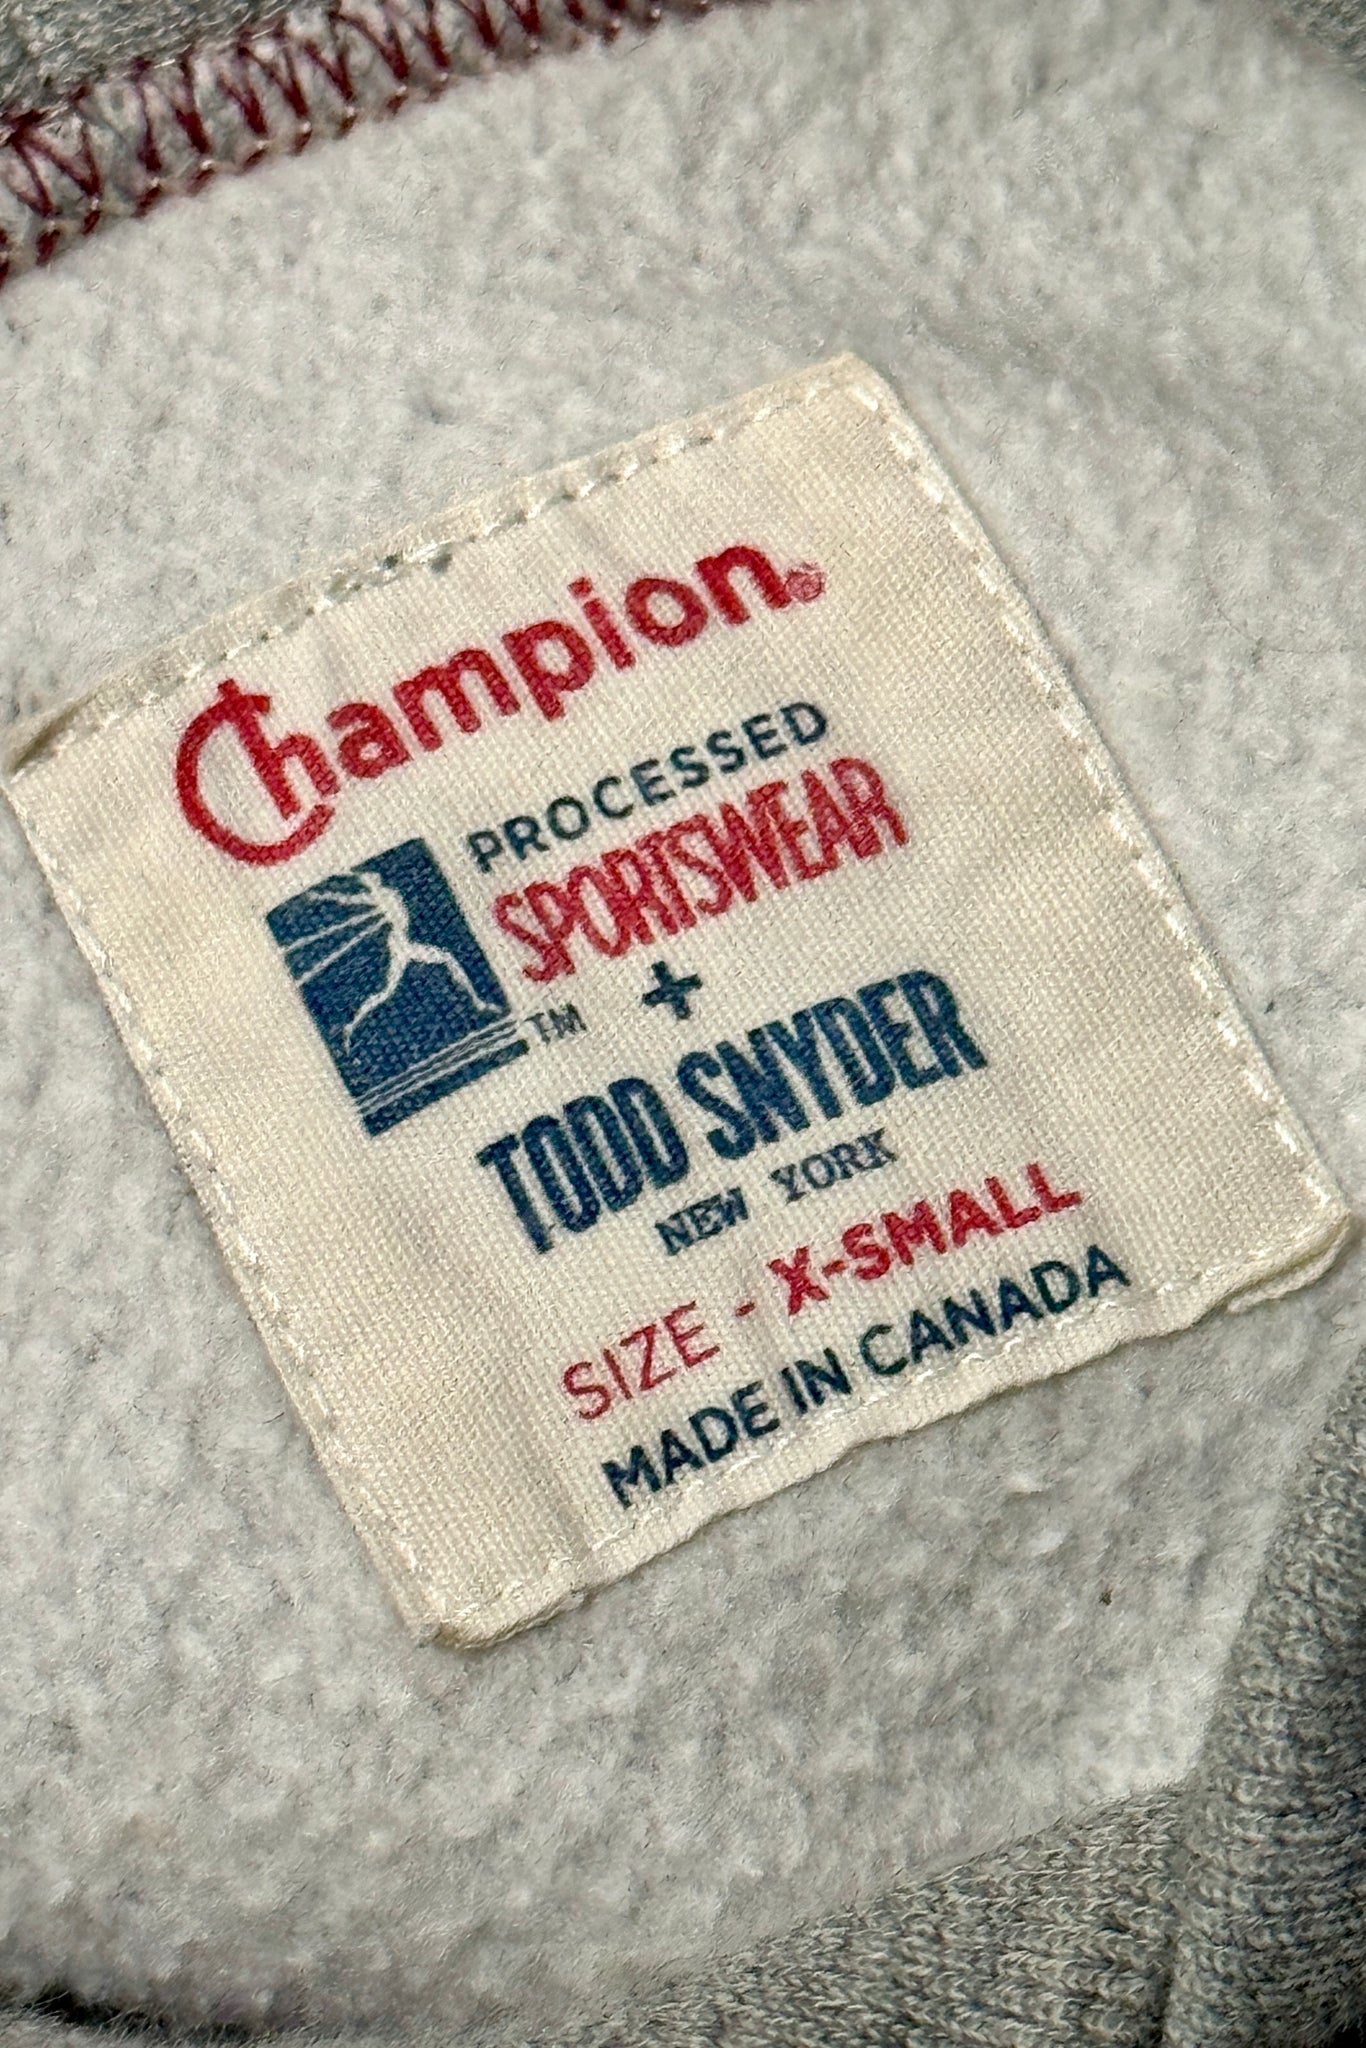 Champion®
PROCESSED
SPORTSWEAR
™ +
TODD SNYDER
NEW YORK
SIZE - X-SMALL
MADE IN CANADA